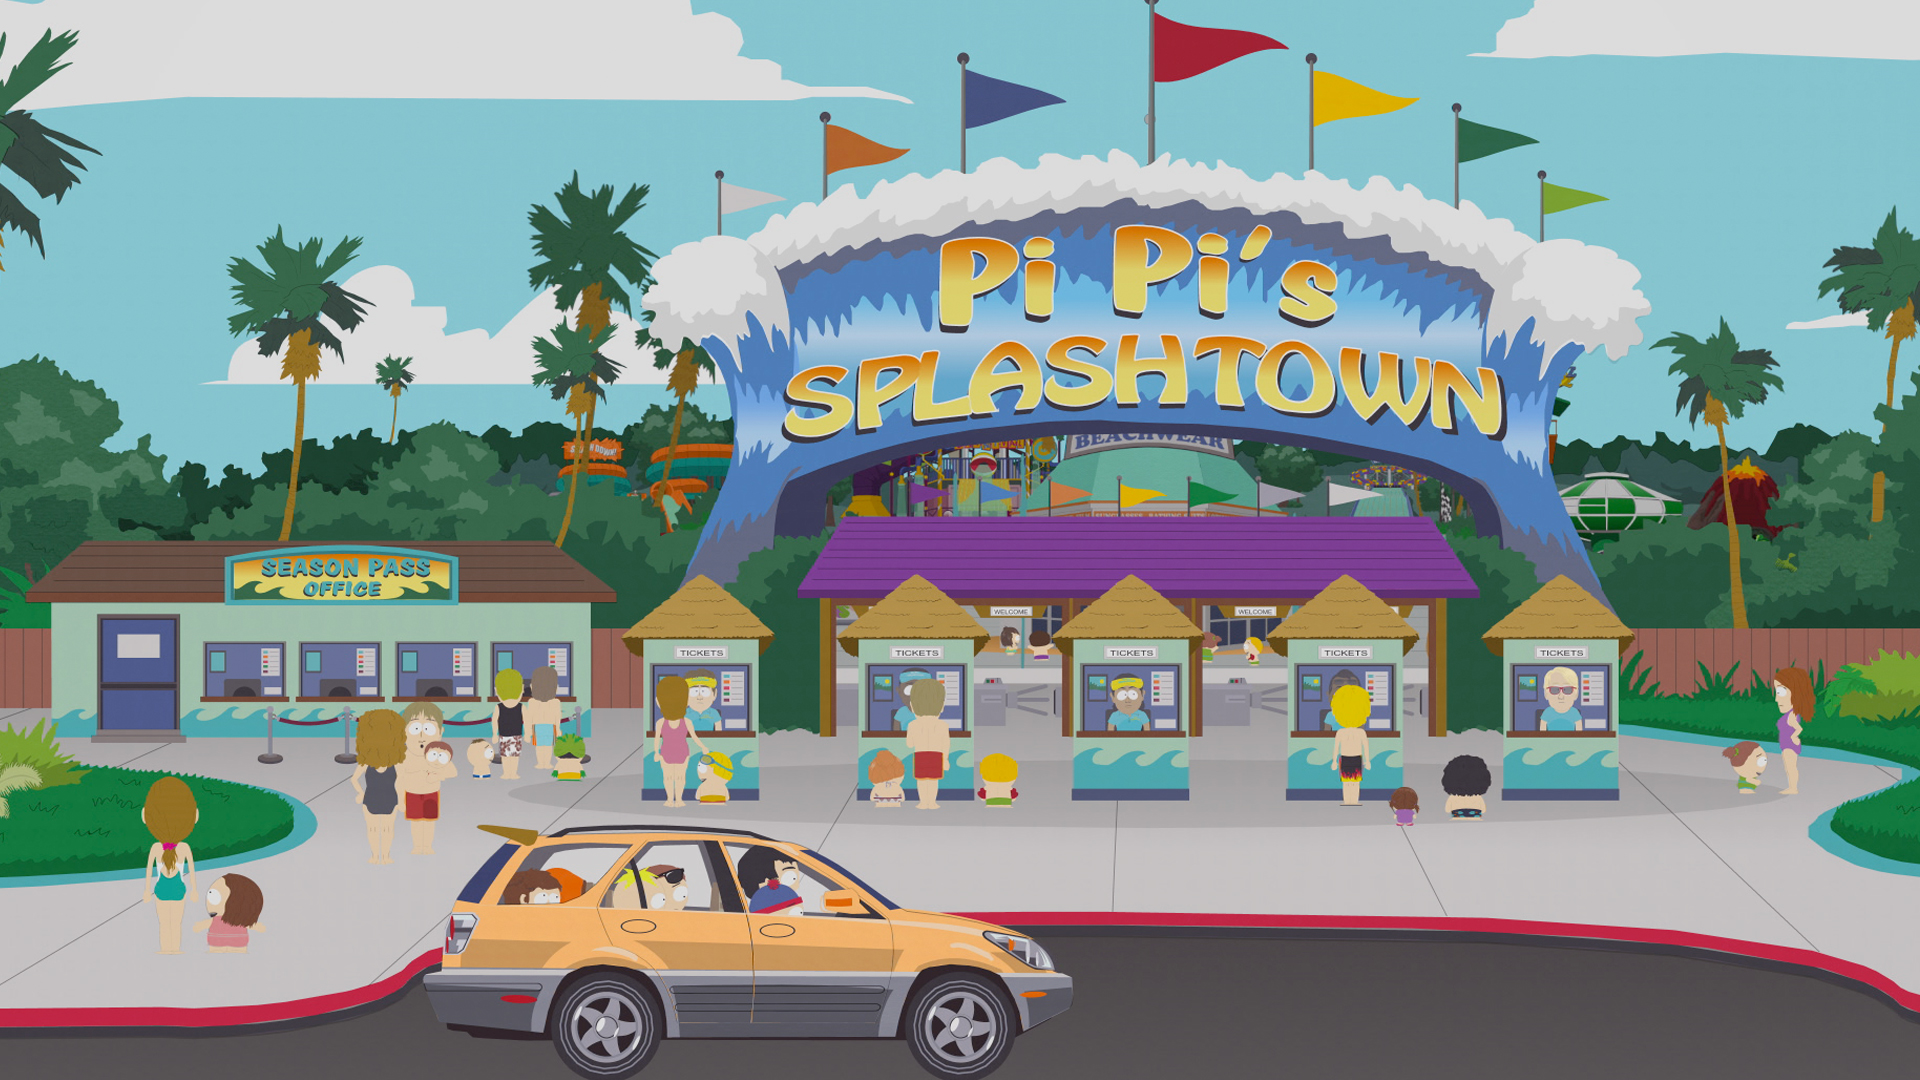 Pi Pi's
SPLASHTOWN
BEACHWEAR
SEASON PASS
OFFICE
WELCOME
WELCOME
TICKETS
TICKETS
TICKETS
TICKETS
TICKETS